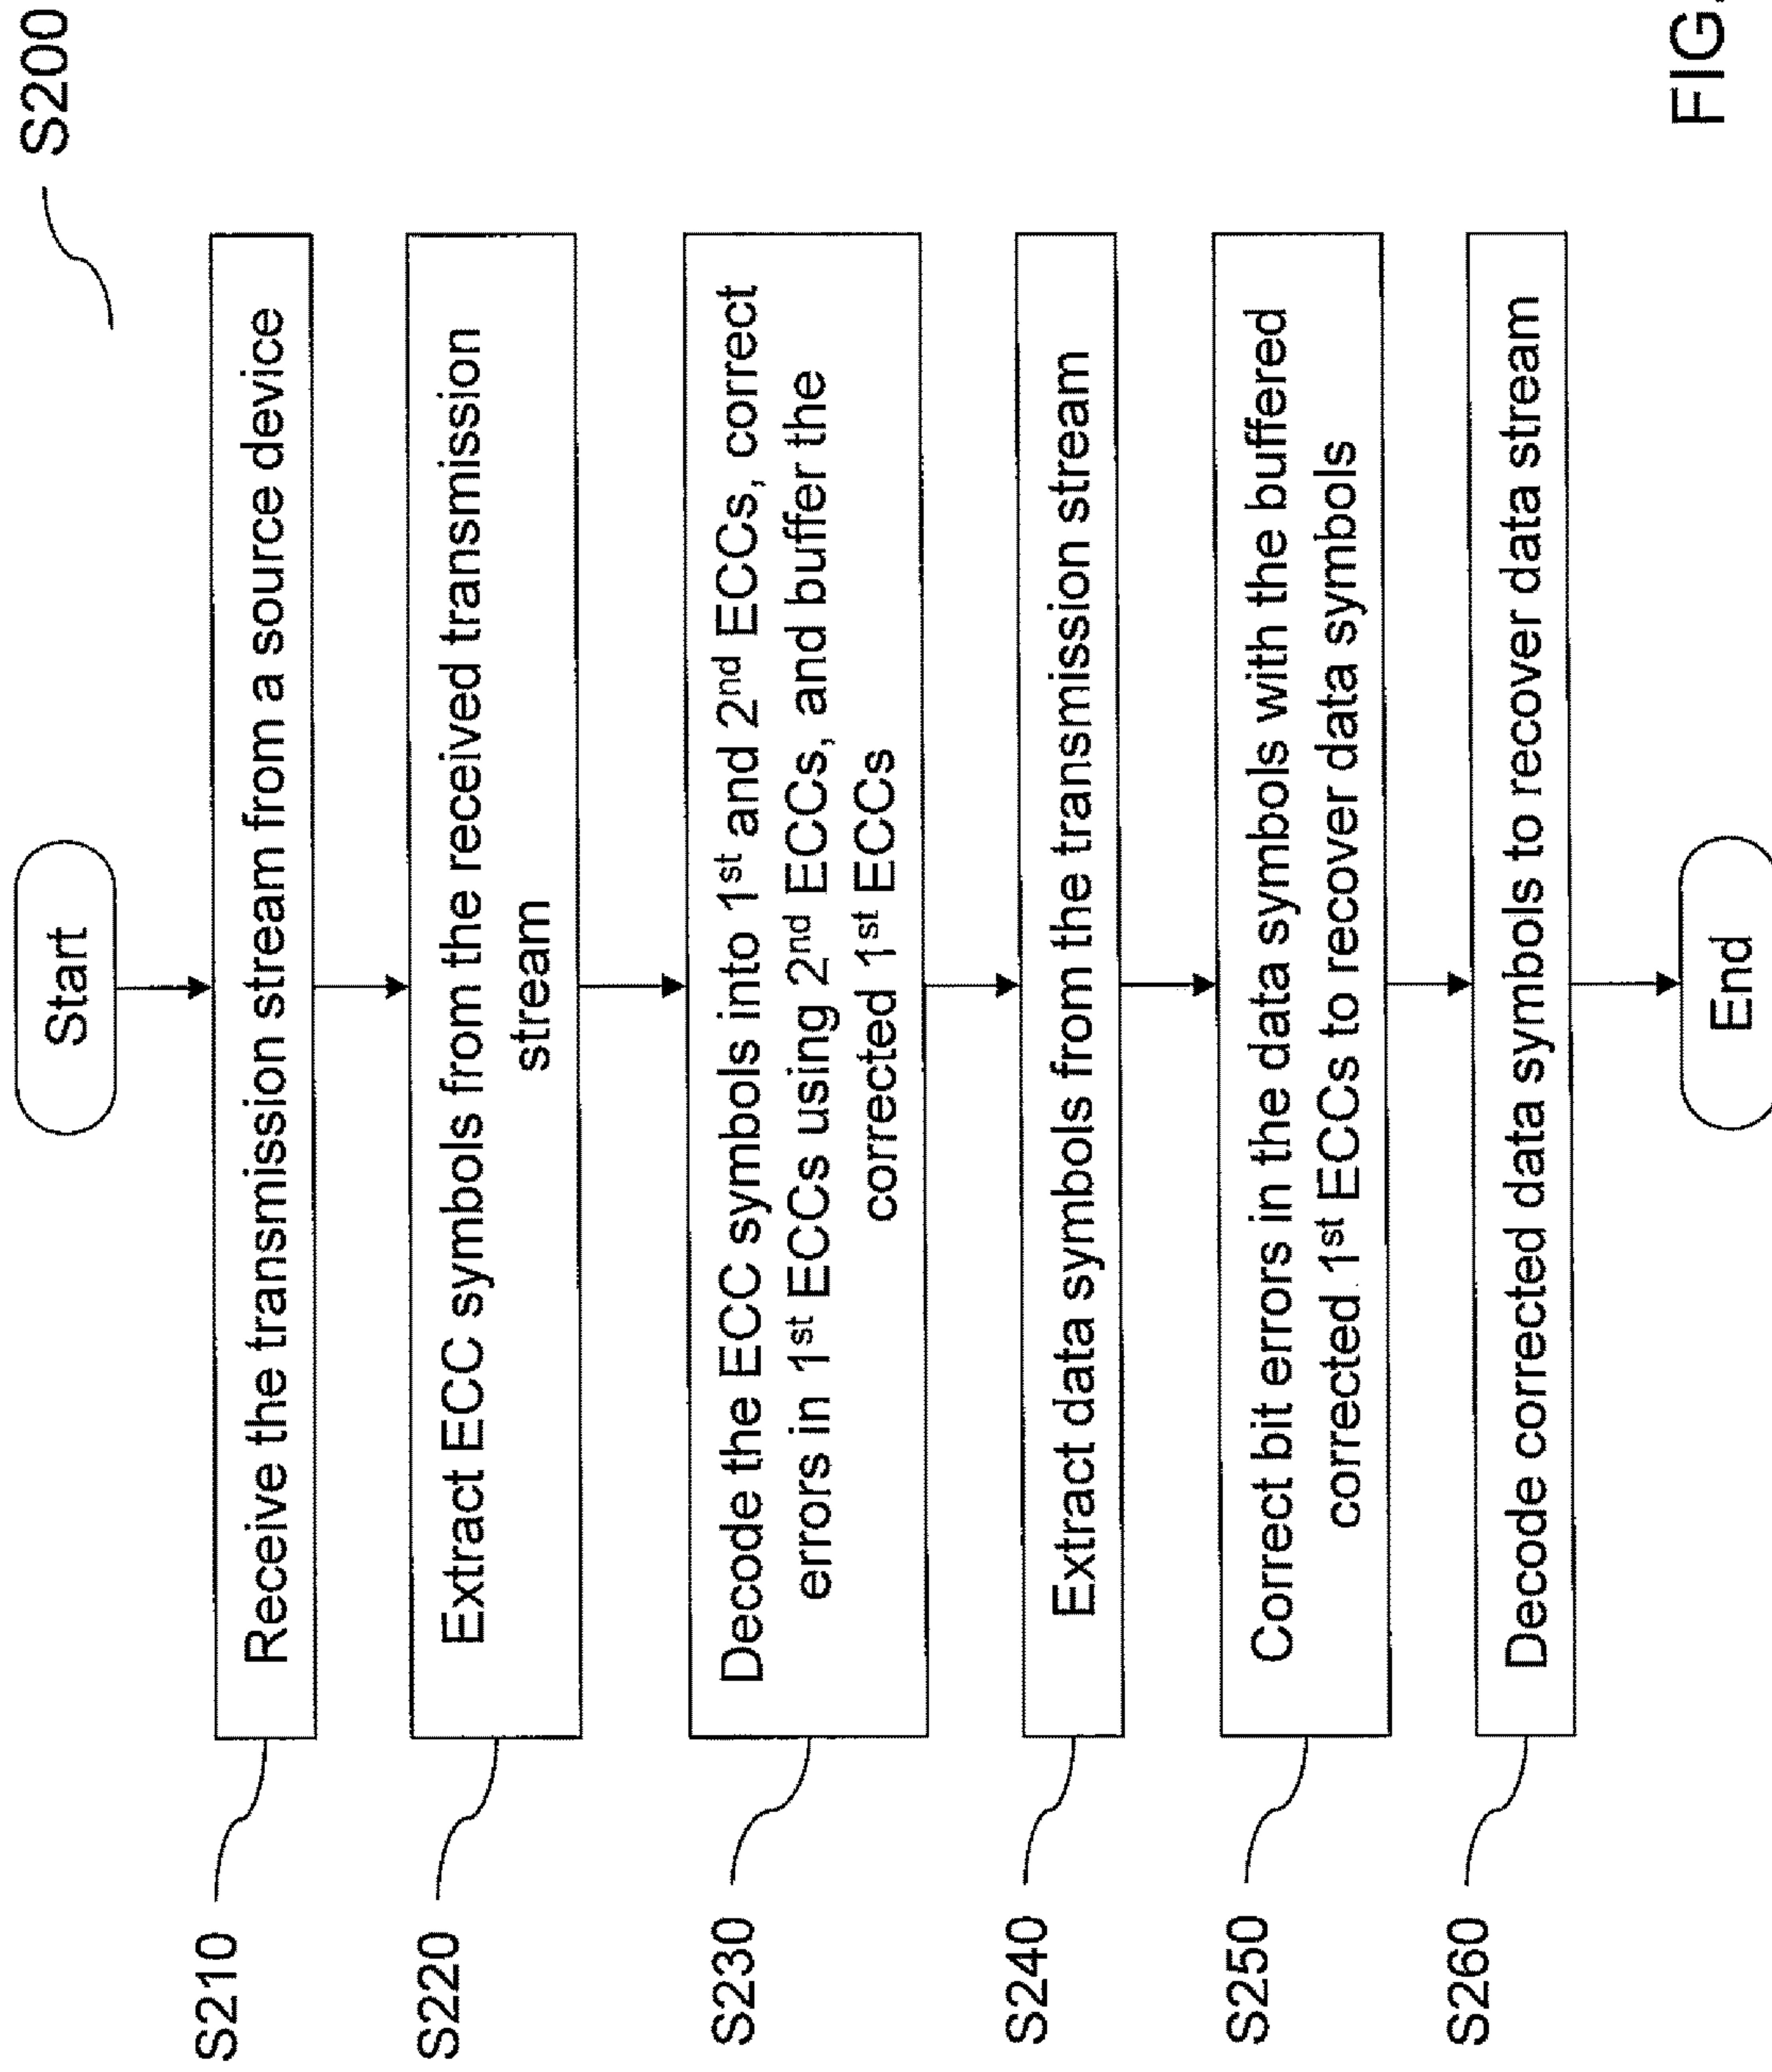 S200
Start
S210
Receive the transmission stream from a source device
S220
Extract ECC symbols from the received transmission
stream
S230
Decode the ECC symbols into 1st and 2nd ECCs, correct
errors in 1st ECCs using 2nd ECCs, and buffer the
corrected 1st ECCs
S240
Extract data symbols from the transmission stream
S250
Correct bit errors in the data symbols with the buffered
corrected 1st ECCs to recover data symbols
S260
Decode corrected data symbols to recover data stream
End
FIG.